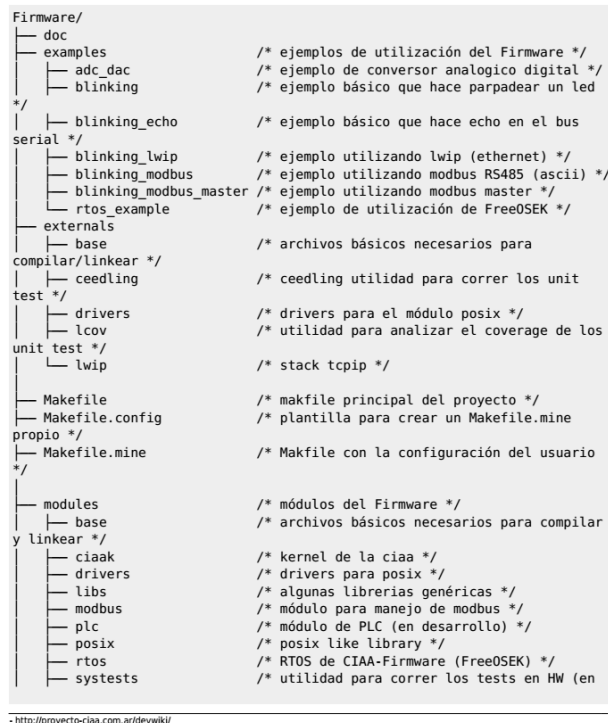 Firmware/
├── doc
├── examples                 /* ejemplos de utilización del Firmware */
│   ├── adc_dac              /* ejemplo de conversor analogico digital */
│   ├── blinking             /* ejemplo básico que hace parpadear un led
*/
│   ├── blinking_echo        /* ejemplo básico que hace echo en el bus
serial */
│   ├── blinking_lwip        /* ejemplo utilizando lwip (ethernet) */
│   ├── blinking_modbus      /* ejemplo utilizando modbus RS485 (ascii) */
│   ├── blinking_modbus_master /* ejemplo utilizando modbus master */
│   └── rtos_example         /* ejemplo de utilización de FreeOSEK */
├── externals
│   ├── base                 /* archivos básicos necesarios para
compilar/linkear */
│   ├── ceedling             /* ceedling utilidad para correr los unit
test */
│   ├── drivers              /* drivers para el módulo posix */
│   ├── lcov                 /* utilidad para analizar el coverage de los
unit test */
│   └── lwip                 /* stack tcpip */
│
├── Makefile                 /* makfile principal del proyecto */
├── Makefile.config          /* plantilla para crear un Makefile.mine
propio */
├── Makefile.mine            /* Makfile con la configuración del usuario
*/
│
├── modules                  /* módulos del Firmware */
│   ├── base                 /* archivos básicos necesarios para compilar
y linkear */
│   ├── ciaak                /* kernel de la ciaa */
│   ├── drivers              /* drivers para posix */
│   ├── libs                 /* algunas librerias genéricas */
│   ├── modbus               /* módulo para manejo de modbus */
│   ├── plc                  /* módulo de PLC (en desarrollo) */
│   ├── posix                /* posix like library */
│   ├── rtos                 /* RTOS de CIAA-Firmware (FreeOSEK) */
│   ├── systests             /* utilidad para correr los tests en HW (en
- http://proyecto-ciaa.com.ar/devwiki/